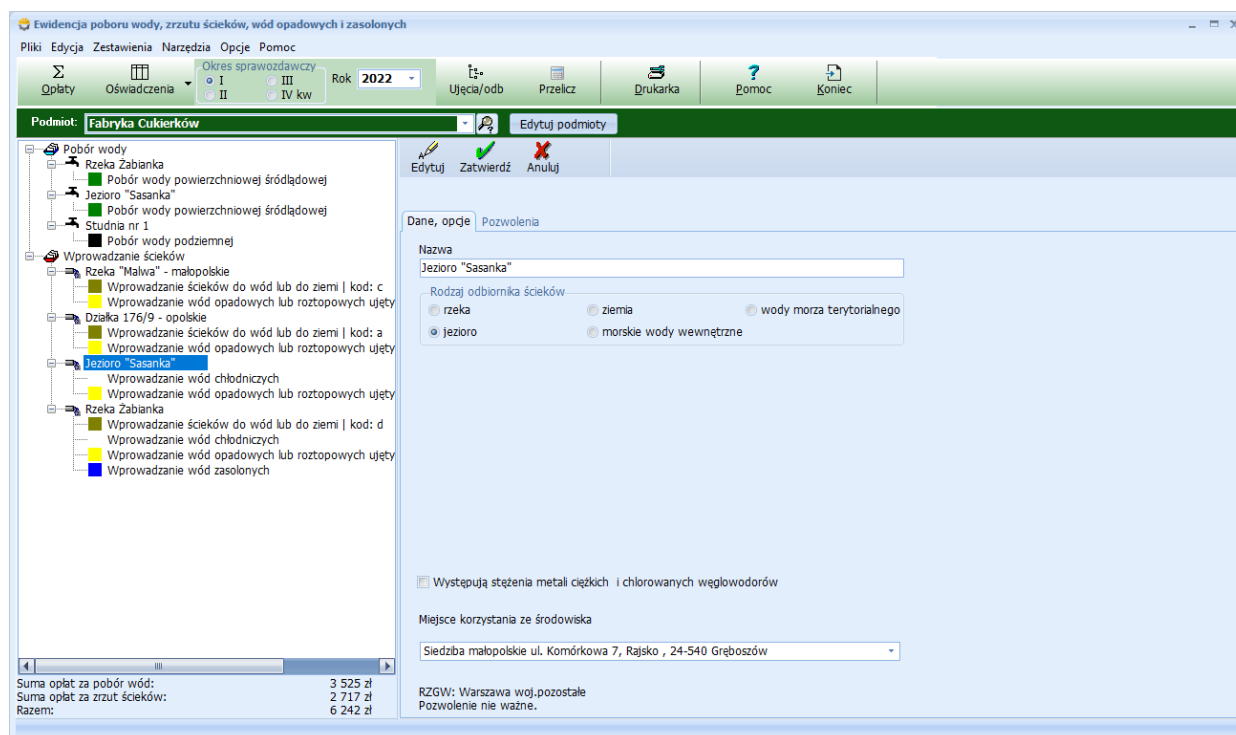 Ewidencja poboru wody, zrzutu ścieków, wód opadowych i zasolonych
Pliki Edycja Zestawienia Narzędzia Opcje Pomoc
Σ
Opłaty
Oświadczenia
Okres sprawozdawczy
I III
II IV kw
Rok 2022
Ujęcia/odb
Przelicz
Drukarka
Pomoc
Koniec
Podmiot: Fabryka Cukierków
Edytuj podmioty
Pobór wody
Rzeka Żabianka
Pobór wody powierzchniowej śródlądowej
Jezioro "Sasanka"
Pobór wody powierzchniowej śródlądowej
Studnia nr 1
Pobór wody podziemnej
Wprowadzanie ścieków
Rzeka "Malwa" - małopolskie
Wprowadzanie ścieków do wód lub do ziemi | kod: c
Wprowadzanie wód opadowych lub roztopowych ujęty
Działka 176/9 - opolskie
Wprowadzanie ścieków do wód lub do ziemi | kod: a
Wprowadzanie wód opadowych lub roztopowych ujęty
Jezioro "Sasanka"
Wprowadzanie wód chłodniczych
Wprowadzanie wód opadowych lub roztopowych ujęty
Rzeka Żabianka
Wprowadzanie ścieków do wód lub do ziemi | kod: d
Wprowadzanie wód chłodniczych
Wprowadzanie wód opadowych lub roztopowych ujęty
Wprowadzanie wód zasolonych
Suma opłat za pobór wód: 3 525 zł
Suma opłat za zrzut ścieków: 2 717 zł
Razem: 6 242 zł
Edytuj Zatwierdź Anuluj
Dane, opcje Pozwolenia
Nazwa
Jezioro "Sasanka"
Rodzaj odbiornika ścieków
rzeka ziemia wody morza terytorialnego
jezioro morskie wody wewnętrzne
Występują stężenia metali ciężkich i chlorowanych węglowodorów
Miejsce korzystania ze środowiska
Siedziba małopolskie ul. Komórkowa 7, Rajsko , 24-540 Gręboszów
RZGW: Warszawa woj.pozostałe
Pozwolenie nie ważne.